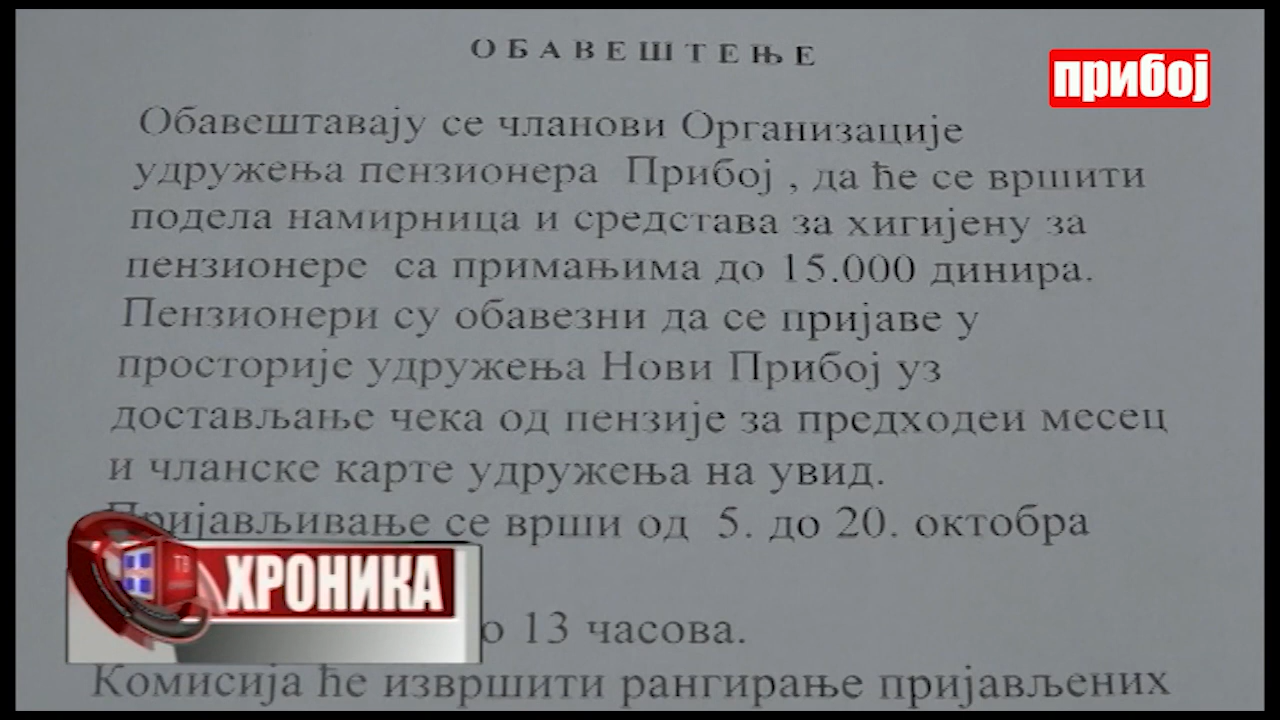 ОБАВЕШТЕЊЕ
прибој
Обавештавају се чланови Организације
удружења пензионера Прибој , да ће се вршити
подела намирница и средстава за хигијену за
пензионере са примањима до 15.000 динира.
Пензионери су обавезни да се пријаве у
просторије удружења Нови Прибој уз
достављање чека од пензије за предходеи месец
и чланске карте удружења на увид.
Пријављивање се врши од 5. до 20. октобра
ТВ
ХРОНИКА
о 13 часова.
Комисија ће извршити рангирање пријављених